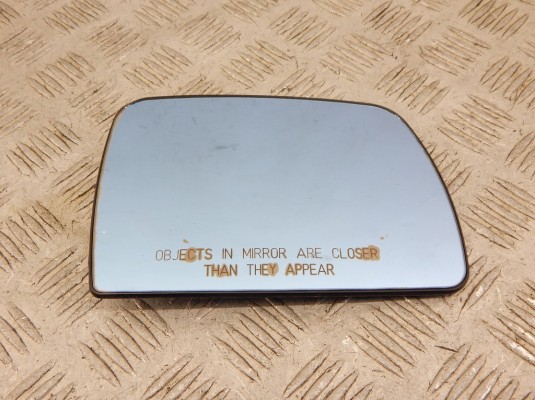 OBJECTS IN MIRROR ARE CLOSER
THAN THEY APPEAR